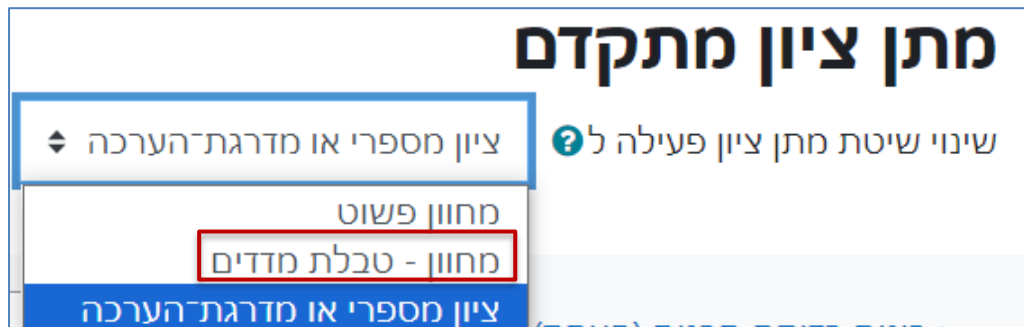 מתן ציון מתקדם
שינוי שיטת מתן ציון פעילה ל ? ציון מספרי או מדרגת־הערכה
מחוון פשוט
מחוון - טבלת מדדים
ציון מספרי או מדרגת־הערכה